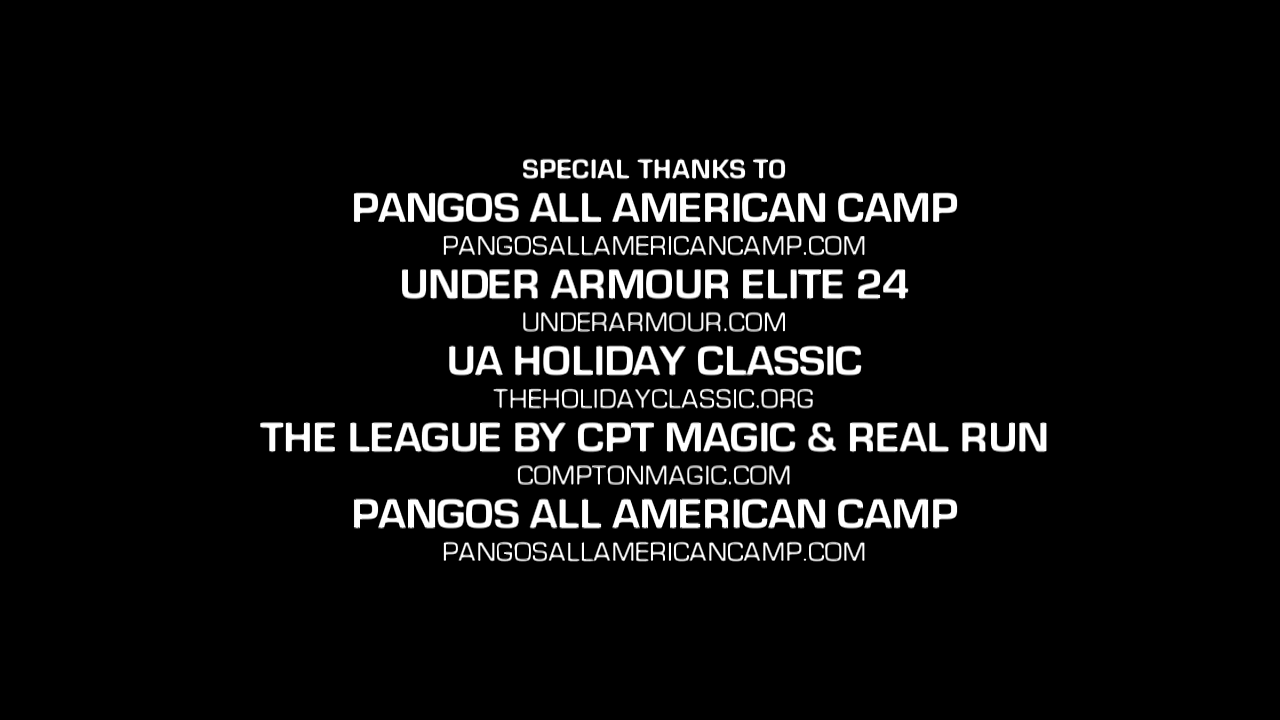 SPECIAL THANKS TO
PANGOS ALL AMERICAN CAMP
PANGOSALLAMERICANCAMP.COM
UNDER ARMOUR ELITE 24
UNDERARMOUR.COM
UA HOLIDAY CLASSIC
THEHOLIDAYCLASSIC.ORG
THE LEAGUE BY CPT MAGIC & REAL RUN
COMPTONMAGIC.COM
PANGOS ALL AMERICAN CAMP
PANGOSALLAMERICANCAMP.COM